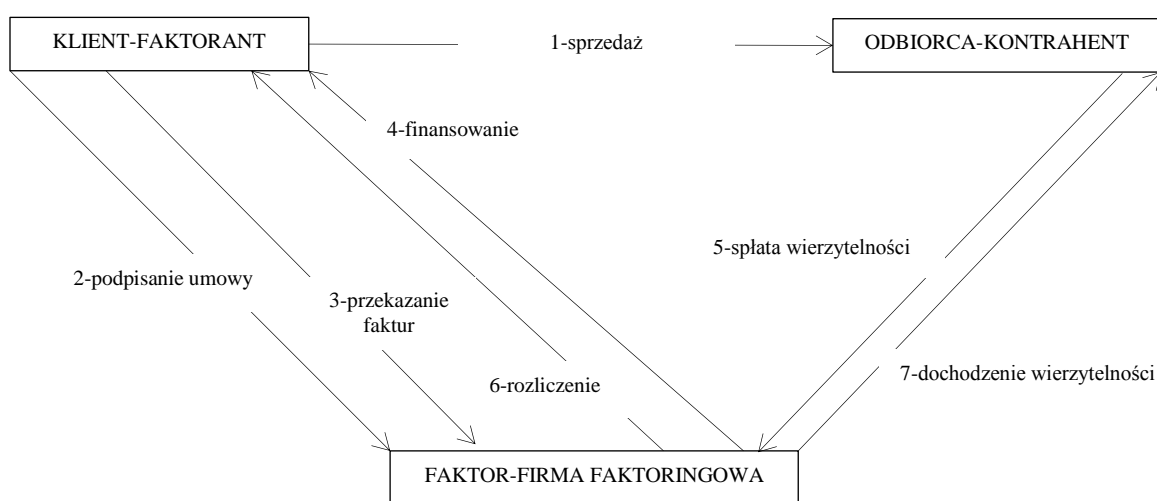 KLIENT-FAKTORANT
1-sprzedaż
ODBIORCA-KONTRAHENT
4-finansowanie
5-spłata wierzytelności
2-podpisanie umowy
3-przekazanie
faktur
6-rozliczenie
7-dochodzenie wierzytelności
FAKTOR-FIRMA FAKTORINGOWA